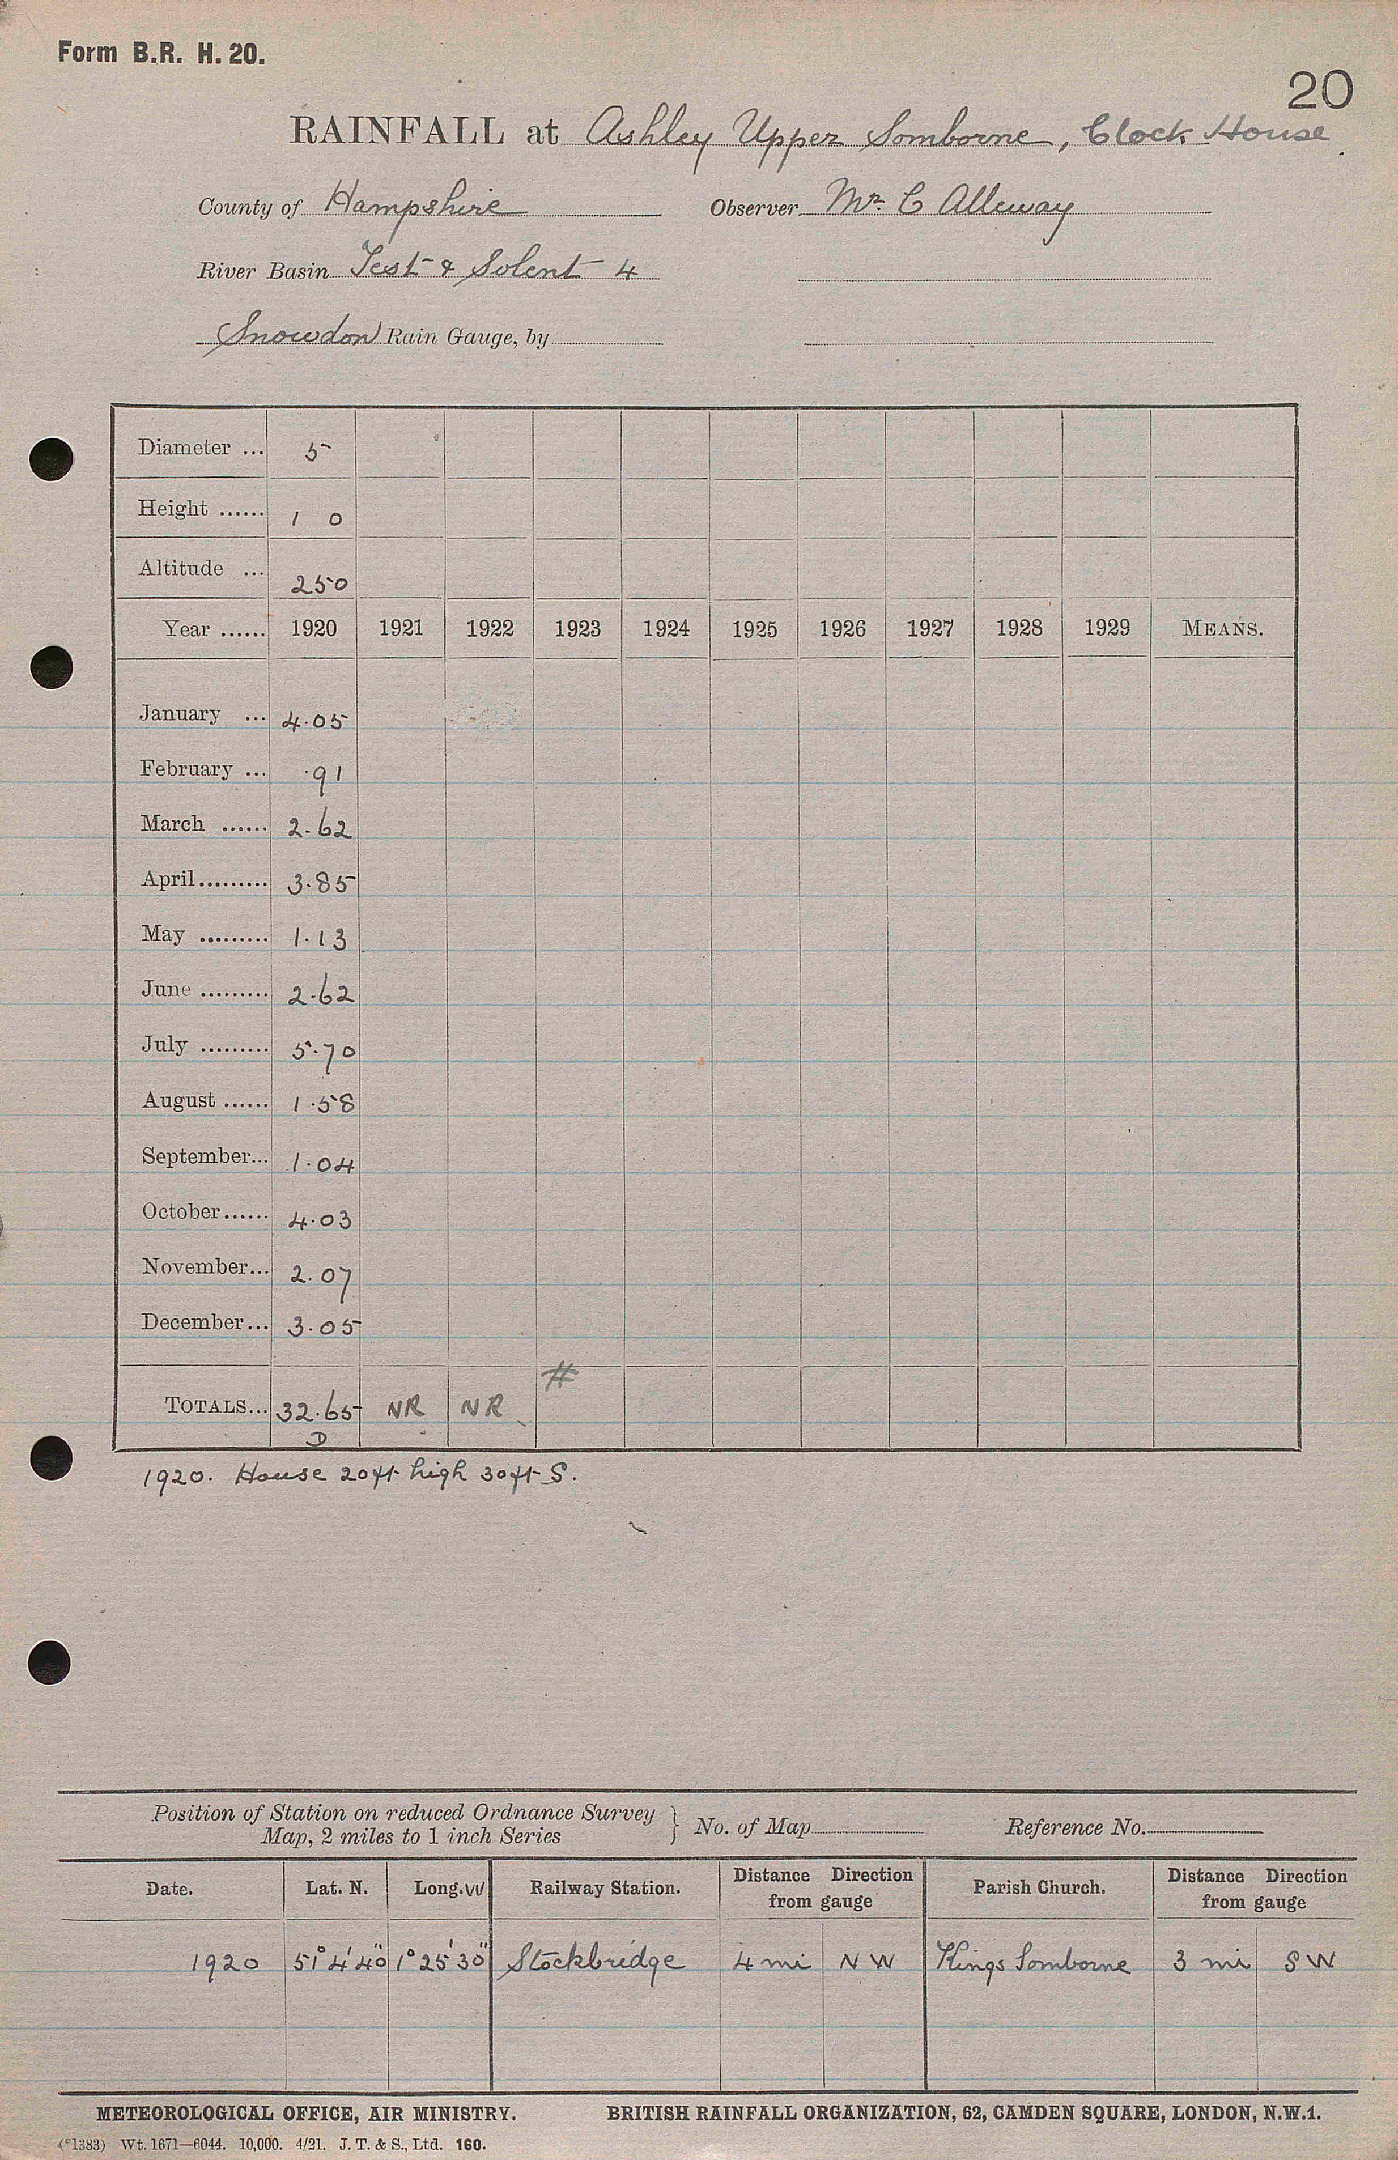 Form B.R. H. 20.
20
RAINFALL at Ashley Upper Somborne, Clock House
County of Hampshire Observer Mr. C Alleway
River Basin Test & Solent 4
Snowdon Rain Gauge, by
Diameter ... 5
Height ...... 1 0
Altitude ... 250
Year ...... 1920 1921 1922 1923 1924 1925 1926 1927 1928 1929 MEANS.
January ... 4.05
February ... .91
March ...... 2.62
April......... 3.85
May ......... 1.13
June ......... 2.62
July ......... 5.70
August ...... 1.58
September... 1.04
October...... 4.03
November... 2.07
December... 3.05
#
TOTALS... 32.65 NR NR
D
1920. House 20ft high 30ft S.
Position of Station on reduced Ordnance Survey
Map, 2 miles to 1 inch Series } No. of Map Reference No.
Date. Lat. N. Long. W Railway Station. Distance Direction from gauge Parish Church. Distance Direction from gauge
1920 51° 4' 40" 1° 25' 30" Stockbridge 4 mi NW Kings Somborne 3 mi SW
METEOROLOGICAL OFFICE, AIR MINISTRY. BRITISH RAINFALL ORGANIZATION, 62, CAMDEN SQUARE, LONDON, N.W.1.
(*1383) Wt. 1671—6044. 10,000. 4/21. J. T. & S., Ltd. 160.